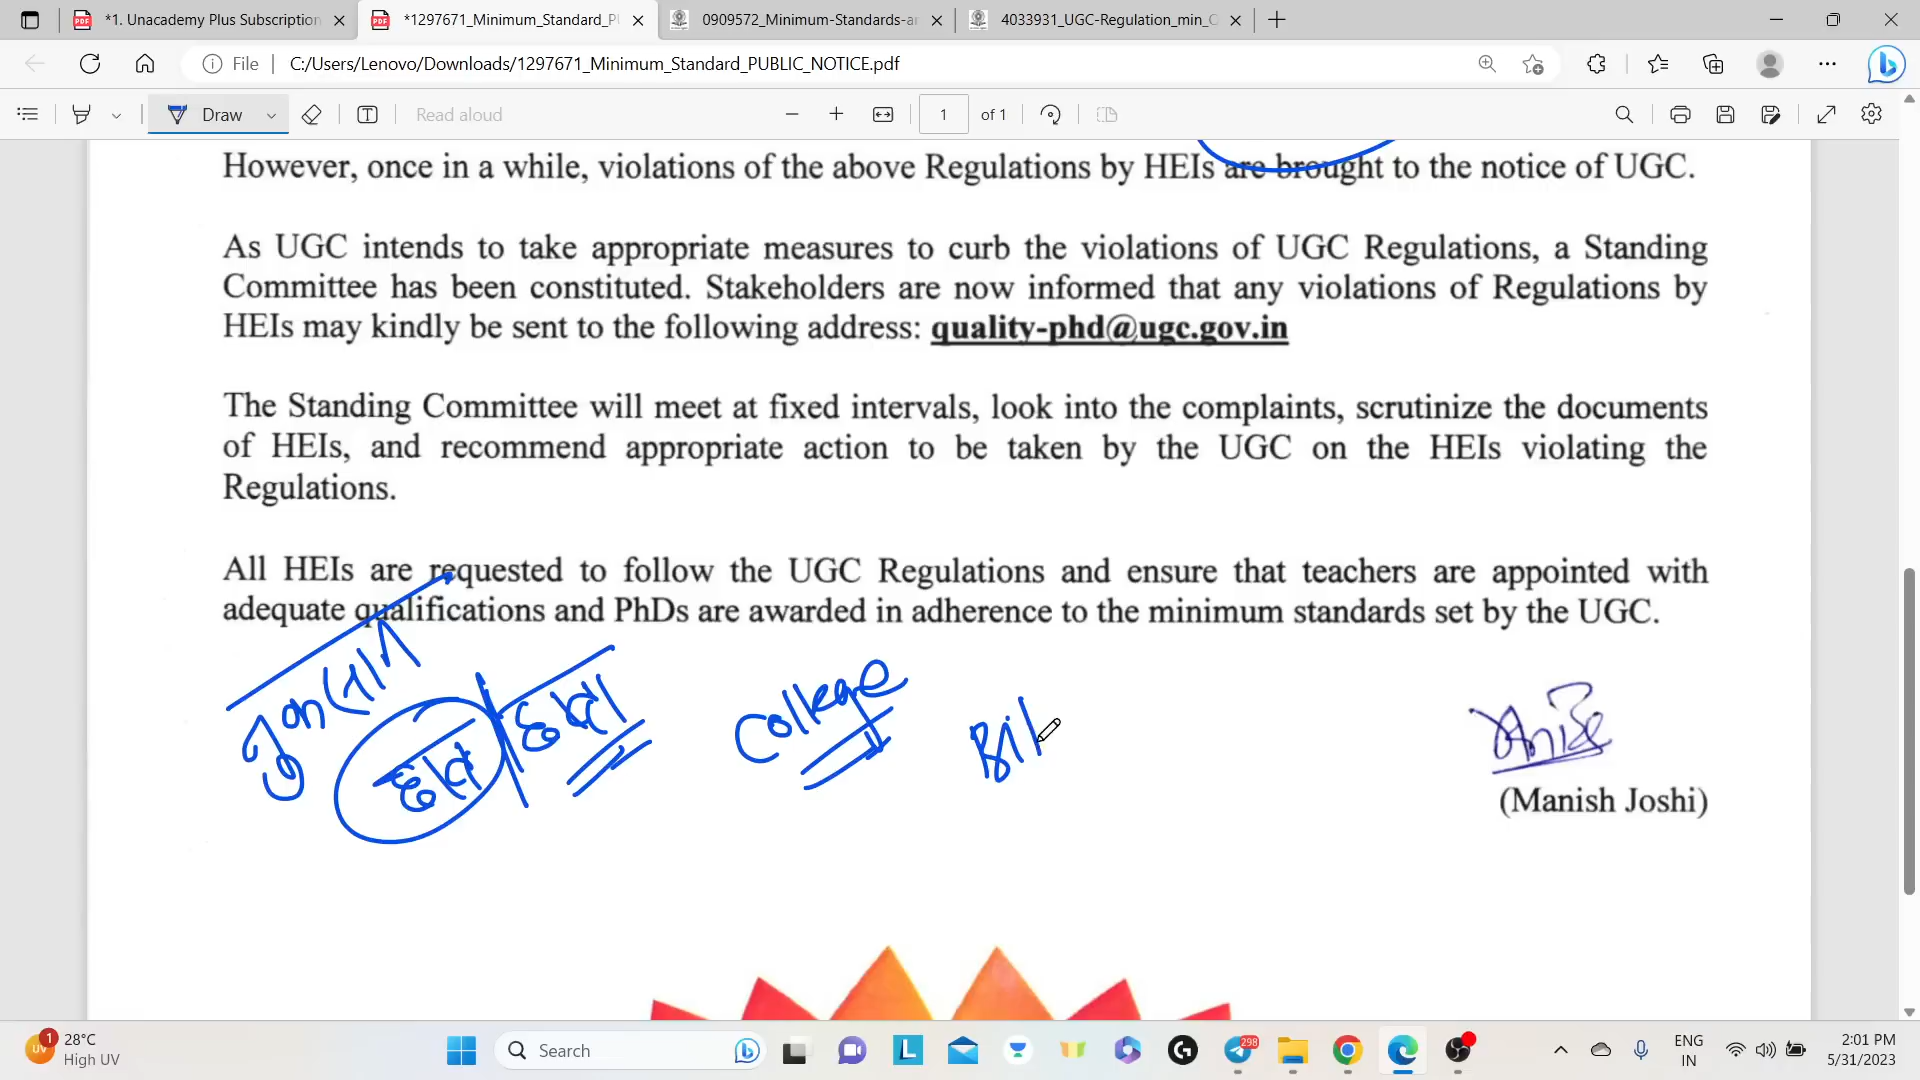 *1. Unacademy Plus Subscription
*1297671_Minimum_Standard_PU
0909572_Minimum-Standards-an
4033931_UGC-Regulation_min_Q
File
C:/Users/Lenovo/Downloads/1297671_Minimum_Standard_PUBLIC_NOTICE.pdf
Draw
Read aloud
1
of 1
However, once in a while, violations of the above Regulations by HEIs are brought to the notice of UGC.
As UGC intends to take appropriate measures to curb the violations of UGC Regulations, a Standing
Committee has been constituted. Stakeholders are now informed that any violations of Regulations by
HEIs may kindly be sent to the following address: quality-phd@ugc.gov.in
The Standing Committee will meet at fixed intervals, look into the complaints, scrutinize the documents
of HEIs, and recommend appropriate action to be taken by the UGC on the HEIs violating the
Regulations.
All HEIs are requested to follow the UGC Regulations and ensure that teachers are appointed with
adequate qualifications and PhDs are awarded in adherence to the minimum standards set by the UGC.
College
(Manish Joshi)
28°C
High UV
Search
298
ENG
IN
2:01 PM
5/31/2023